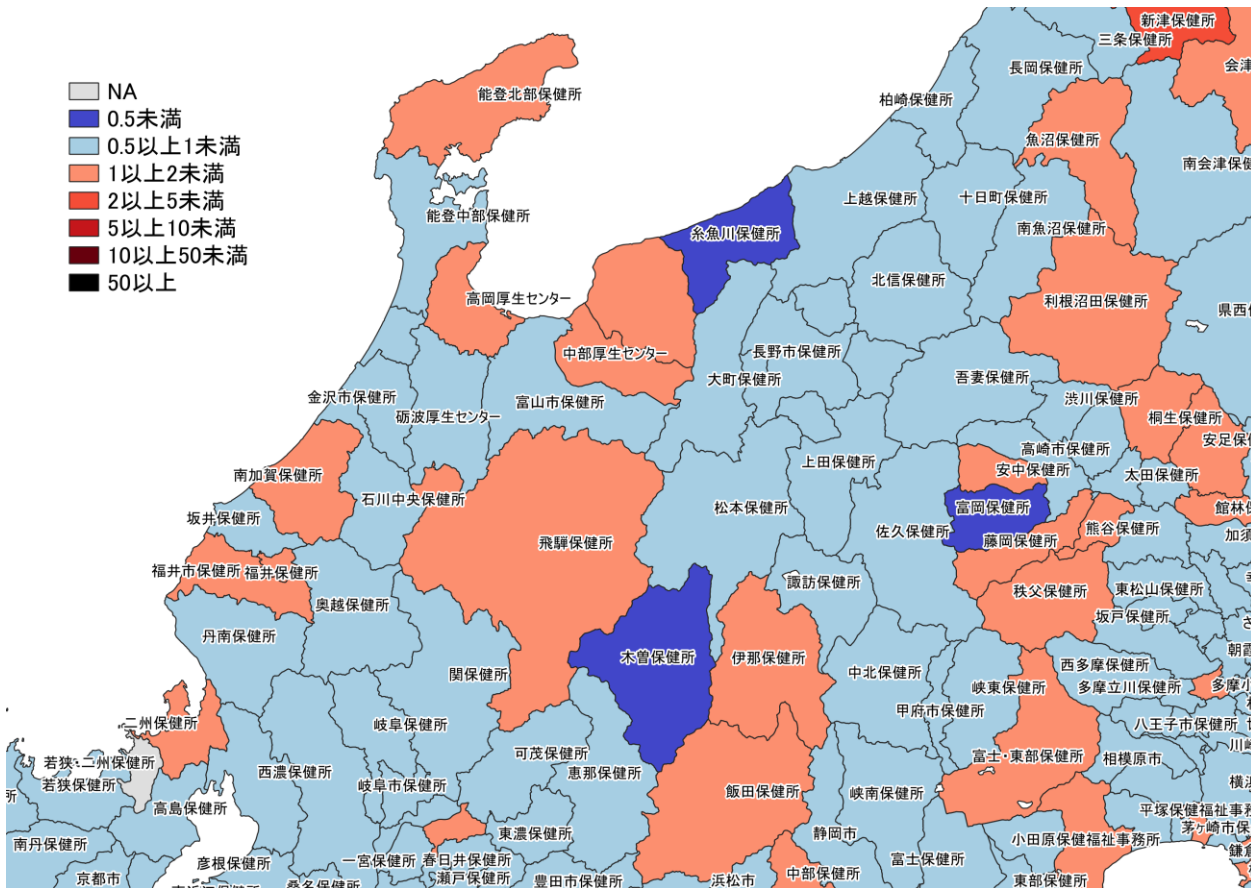 NA
0.5未満
0.5以上1未満
1以上2未満
2以上5未満
5以上10未満
10以上50未満
50以上
新津保健所
三条保健所
長岡保健所
会津
能登北部保健所
柏崎保健所
魚沼保健所
南会津保健
上越保健所
十日町保健所
能登中部保健所
糸魚川保健所
南魚沼保健所
北信保健所
高岡厚生センター
利根沼田保健所
県西
中部厚生センター
長野市保健所
大町保健所
吾妻保健所
金沢市保健所
渋川保健所
砺波厚生センター
富山市保健所
桐生保健所
安足保
高崎市保健所
上田保健所
安中保健所
太田保健所
南加賀保健所
石川中央保健所
松本保健所
富岡保健所
館林
坂井保健所
佐久保健所
熊谷保健所
加須
飛騨保健所
藤岡保健所
福井市保健所
福井保健所
諏訪保健所
秩父保健所
東松山保健所
奥越保健所
坂戸保健所
丹南保健所
木曽保健所
伊那保健所
朝霞
関保健所
中北保健所
峡東保健所
西多摩保健所
多摩立川保健所
多摩小
甲府市保健所
二州保健所
岐阜保健所
八王子市保健所
可茂保健所
富士・東部保健所
相模原市
川崎
若狭・二州保健所
西濃保健所
恵那保健所
若狭保健所
岐阜市保健所
飯田保健所
峡南保健所
横浜
所
高島保健所
平塚保健福祉事務
茅ヶ崎市保
南丹保健所
東濃保健所
静岡市
小田原保健福祉事務所
鎌倉
彦根保健所
一宮保健所
春日井保健所
富士保健所
京都市
瀬戸保健所
豊田市保健所
浜松市
中部保健所
東部保健所
桑名保健所